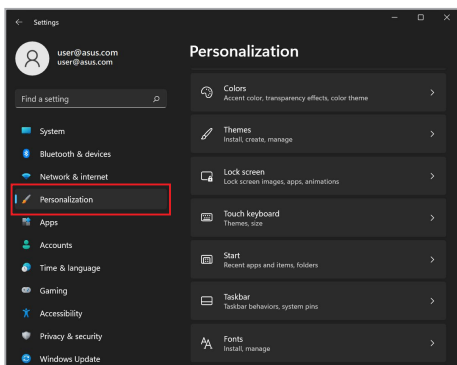 Settings
user@asus.com
user@asus.com
Find a setting
System
Bluetooth & devices
Network & internet
Personalization
Apps
Accounts
Time & language
Gaming
Accessibility
Privacy & security
Windows Update
Personalization
Colors
Accent color, transparency effects, color theme
Themes
Install, create, manage
Lock screen
Lock screen images, apps, animations
Touch keyboard
Themes, size
Start
Recent apps and items, folders
Taskbar
Taskbar behaviors, system pins
Fonts
Install, manage